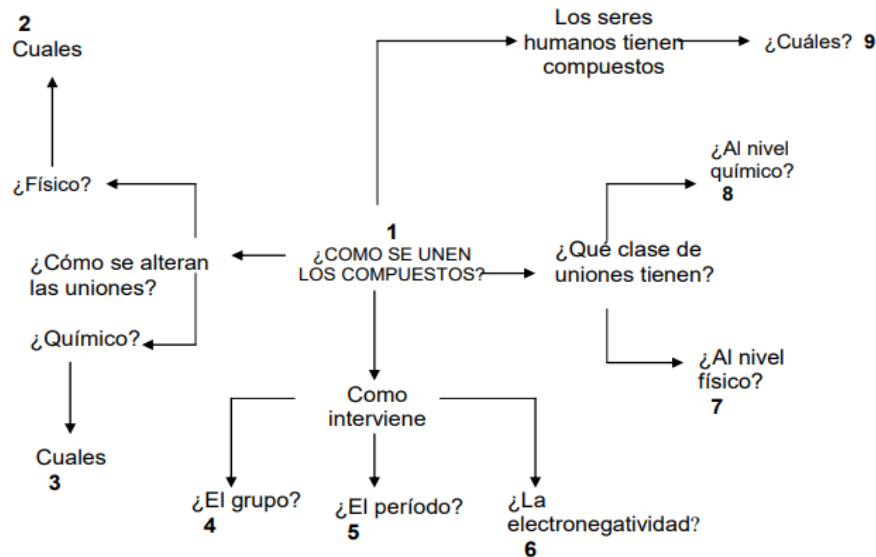 2
Cuales
Los seres
humanos tienen
compuestos
¿Cuáles? 9
¿Físico?
¿Al nivel
químico?
8
1
¿COMO SE UNEN
LOS COMPUESTOS?
¿Cómo se alteran
las uniones?
¿Qué clase de
uniones tienen?
¿Químico?
¿Al nivel
físico?
7
Como
interviene
Cuales
3
¿El grupo?
4
¿El período?
5
¿La
electronegatividad?
6